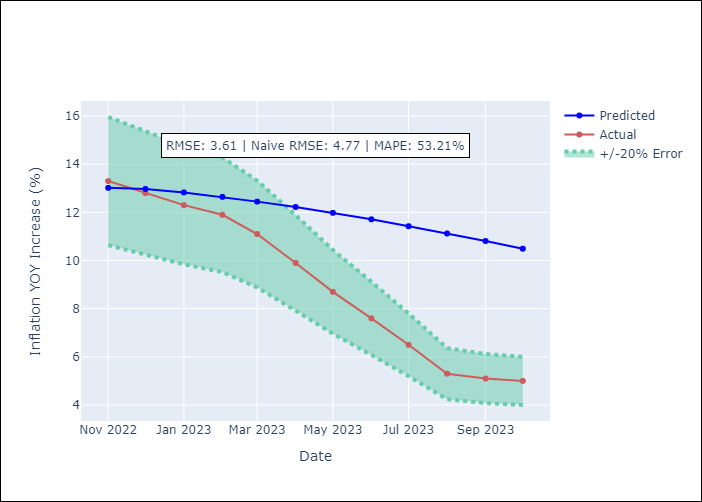 16
14
12
10
8
6
4
Inflation YOY Increase (%)
RMSE: 3.61 | Naive RMSE: 4.77 | MAPE: 53.21%
Predicted
Actual
+/-20% Error
Nov 2022
Jan 2023
Mar 2023
May 2023
Jul 2023
Sep 2023
Date